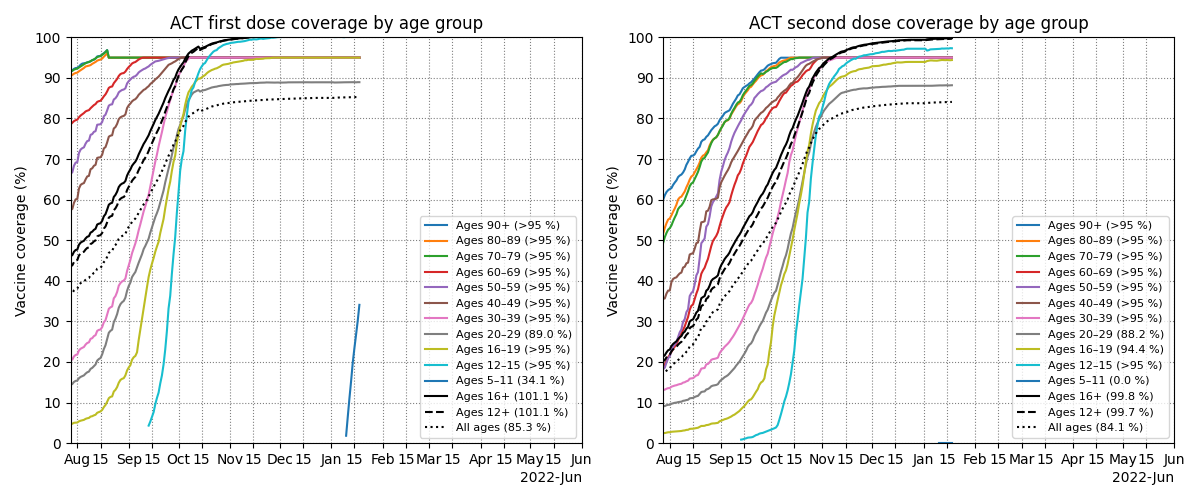 ACT first dose coverage by age group
Vaccine coverage (%)
100
90
80
70
60
50
40
30
20
10
0
Ages 90+ (>95 %)
Ages 80–89 (>95 %)
Ages 70–79 (>95 %)
Ages 60–69 (>95 %)
Ages 50–59 (>95 %)
Ages 40–49 (>95 %)
Ages 30–39 (>95 %)
Ages 20–29 (89.0 %)
Ages 16–19 (>95 %)
Ages 12–15 (>95 %)
Ages 5–11 (34.1 %)
Ages 16+ (101.1 %)
Ages 12+ (101.1 %)
All ages (85.3 %)
Aug 15 Sep 15 Oct 15 Nov 15 Dec 15 Jan 15 Feb 15 Mar 15 Apr 15 May 15 Jun
2022-Jun
ACT second dose coverage by age group
Vaccine coverage (%)
100
90
80
70
60
50
40
30
20
10
0
Ages 90+ (>95 %)
Ages 80–89 (>95 %)
Ages 70–79 (>95 %)
Ages 60–69 (>95 %)
Ages 50–59 (>95 %)
Ages 40–49 (>95 %)
Ages 30–39 (>95 %)
Ages 20–29 (88.2 %)
Ages 16–19 (94.4 %)
Ages 12–15 (>95 %)
Ages 5–11 (0.0 %)
Ages 16+ (99.8 %)
Ages 12+ (99.7 %)
All ages (84.1 %)
Aug 15 Sep 15 Oct 15 Nov 15 Dec 15 Jan 15 Feb 15 Mar 15 Apr 15 May 15 Jun
2022-Jun